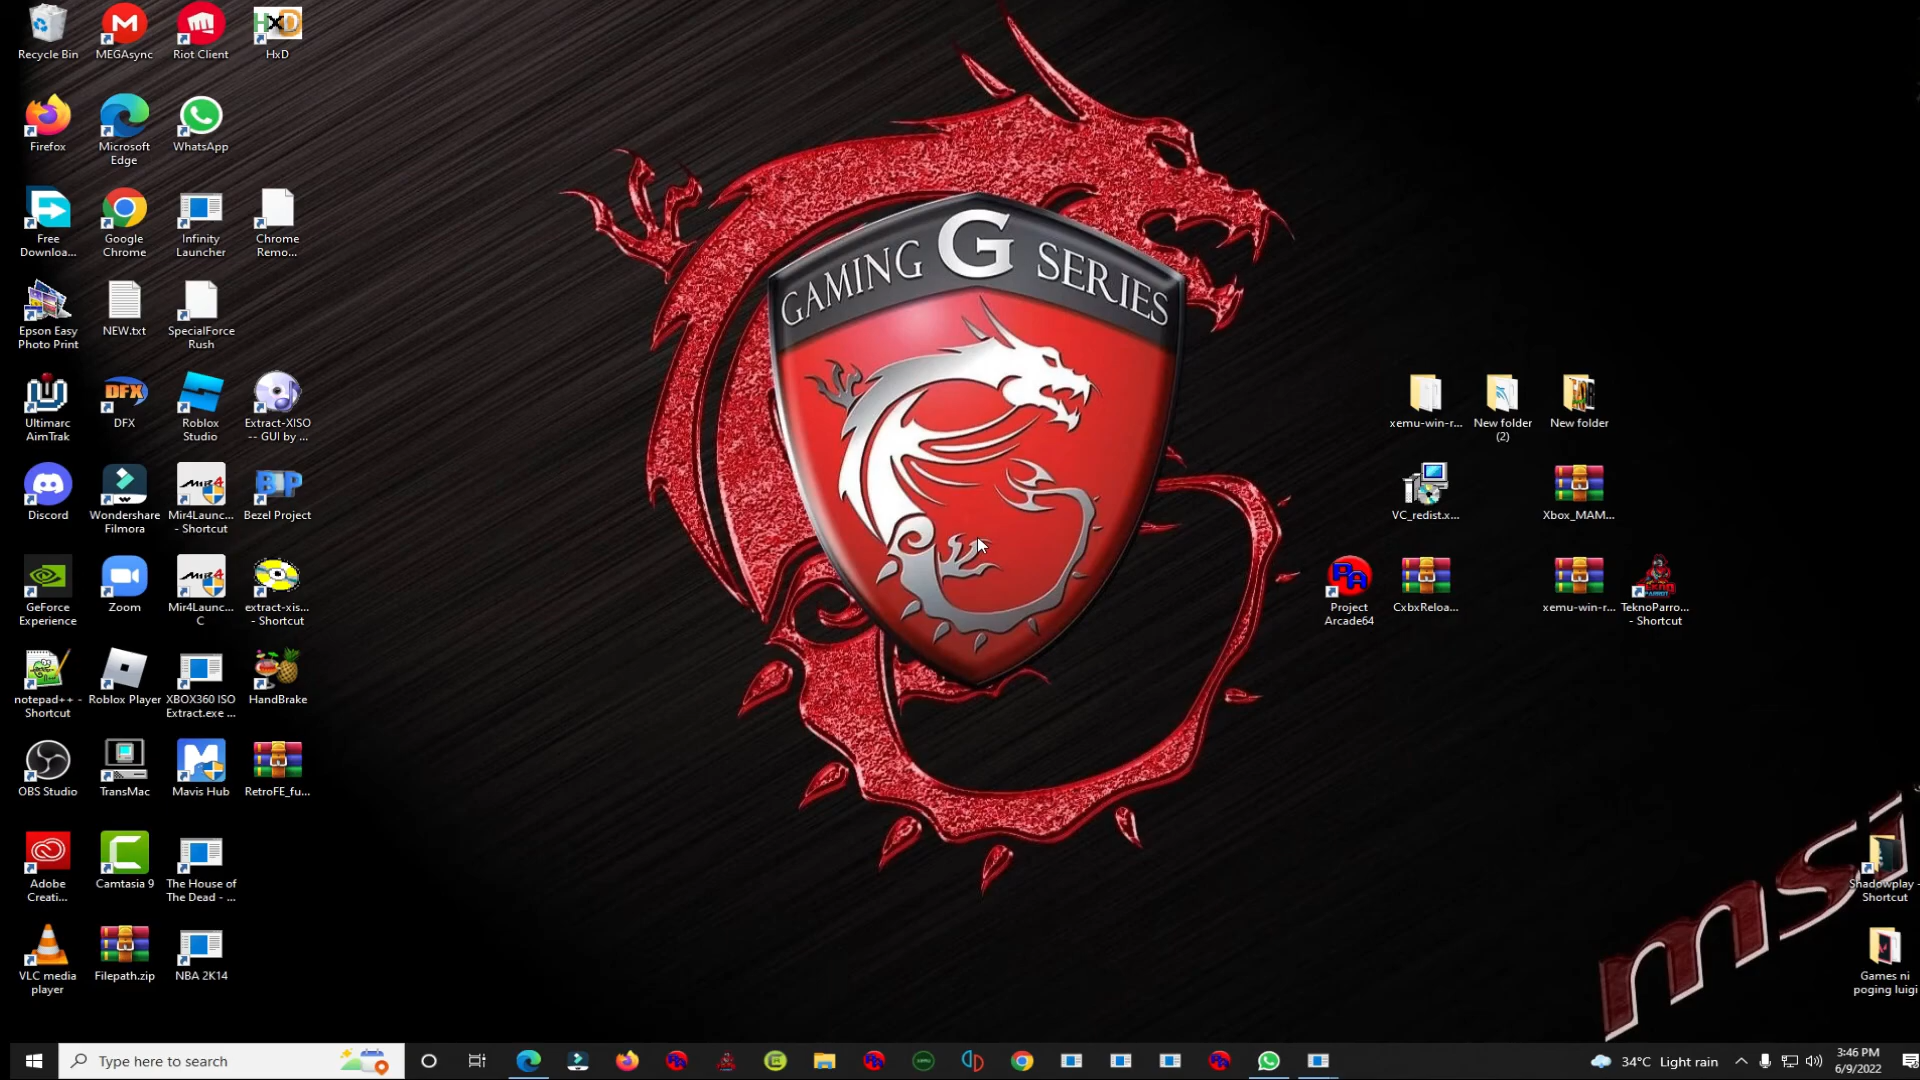 Recycle Bin
MEGAsync
Riot Client
HxD
Firefox
Microsoft
Edge
WhatsApp
Free
Downloa...
Google
Chrome
Infinity
Launcher
Chrome
Remo...
Epson Easy
Photo Print
NEW.txt
SpecialForce
Rush
Ultimarc
AimTrak
DFX
DFX
Roblox
Studio
Extract-XISO
-- GUI by ...
Discord
Wondershare
Filmora
MIR4
Mir4Launc...
- Shortcut
BP
Bezel Project
GeForce
Experience
Zoom
MIR4
Mir4Launc...
C
extract-xis...
- Shortcut
notepad++ -
Shortcut
Roblox Player
XBOX360 ISO
Extract.exe ...
HandBrake
OBS Studio
TransMac
Mavis Hub
RetroFE_fu...
Adobe
Creati...
Camtasia 9
The House of
The Dead - ...
VLC media
player
Filepath.zip
NBA 2K14
GAMING G SERIES
xemu-win-r...
New folder
(2)
New folder
VC_redist.x...
Xbox_MAM...
PA
Project
Arcade64
CxbxReloa...
xemu-win-r...
TeknoParro...
- Shortcut
msi
Shadowplay -
Shortcut
Games ni
poging luigi
Type here to search
34°C Light rain
3:46 PM
6/9/2022